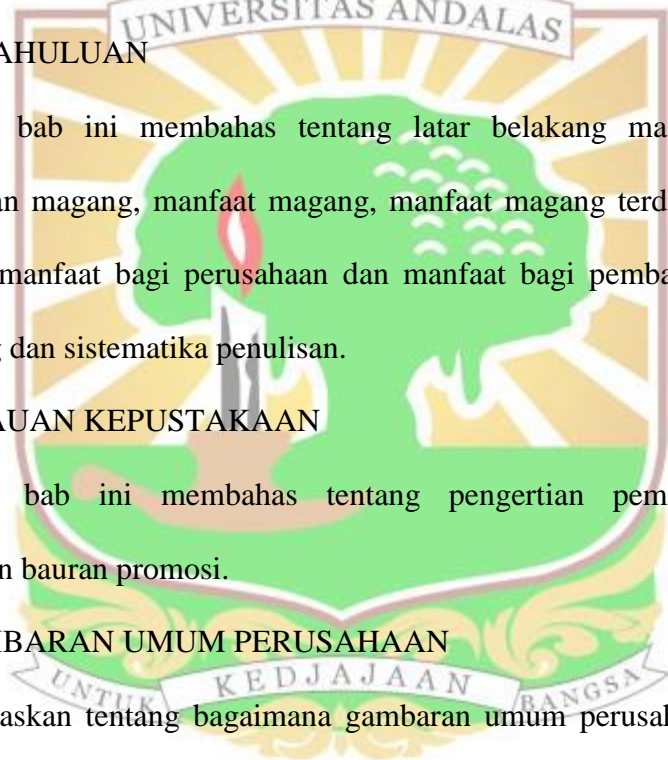 UNIVERSITAS ANDALAS
AHULUAN
bab ini membahas tentang latar belakang ma
an magang, manfaat magang, manfaat magang terd
manfaat bagi perusahaan dan manfaat bagi pemba
g dan sistematika penulisan.
AUAN KEPUSTAKAAN
bab ini membahas tentang pengertian pem
n bauran promosi.
MBARAN UMUM PERUSAHAAN
UNTUK KEDJAJAAN BANGSA
askan tentang bagaimana gambaran umum perusah